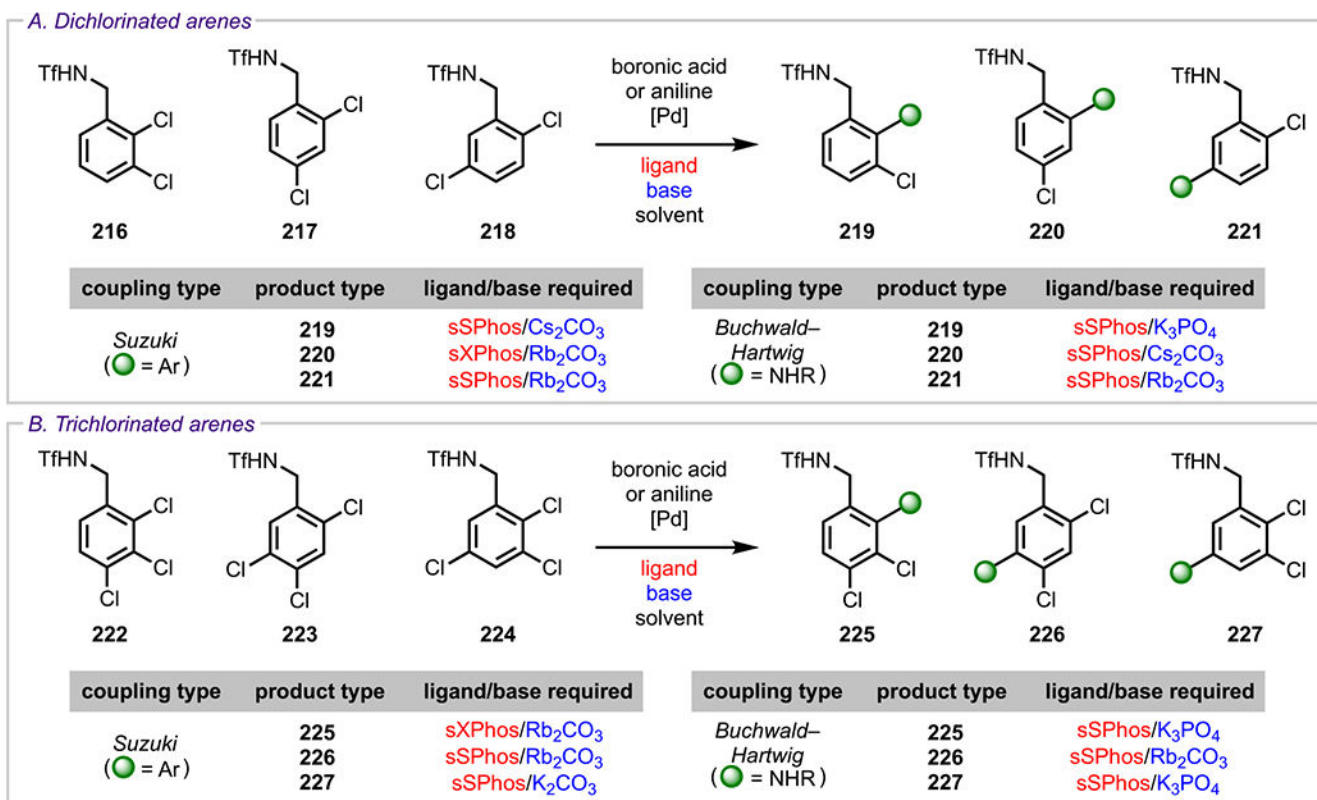 A. Dichlorinated arenes
TfHN
Cl
Cl
216
TfHN
Cl
Cl
217
TfHN
Cl
Cl
218
boronic acid
or aniline
[Pd]
ligand
base
solvent
TfHN
Cl
219
TfHN
Cl
220
TfHN
Cl
221
coupling type product type ligand/base required
Suzuki
( = Ar)
219 sSPhos/Cs₂CO₃
220 sXPhos/Rb₂CO₃
221 sSPhos/Rb₂CO₃
coupling type product type ligand/base required
Buchwald–
Hartwig
( = NHR)
219 sSPhos/K₃PO₄
220 sSPhos/Cs₂CO₃
221 sSPhos/Rb₂CO₃
B. Trichlorinated arenes
TfHN
Cl
Cl
Cl
222
TfHN
Cl
Cl
Cl
223
TfHN
Cl
Cl
Cl
224
boronic acid
or aniline
[Pd]
ligand
base
solvent
TfHN
Cl
Cl
225
TfHN
Cl
Cl
226
TfHN
Cl
Cl
227
coupling type product type ligand/base required
Suzuki
( = Ar)
225 sXPhos/Rb₂CO₃
226 sSPhos/Rb₂CO₃
227 sSPhos/K₂CO₃
coupling type product type ligand/base required
Buchwald–
Hartwig
( = NHR)
225 sSPhos/K₃PO₄
226 sSPhos/Rb₂CO₃
227 sSPhos/K₃PO₄